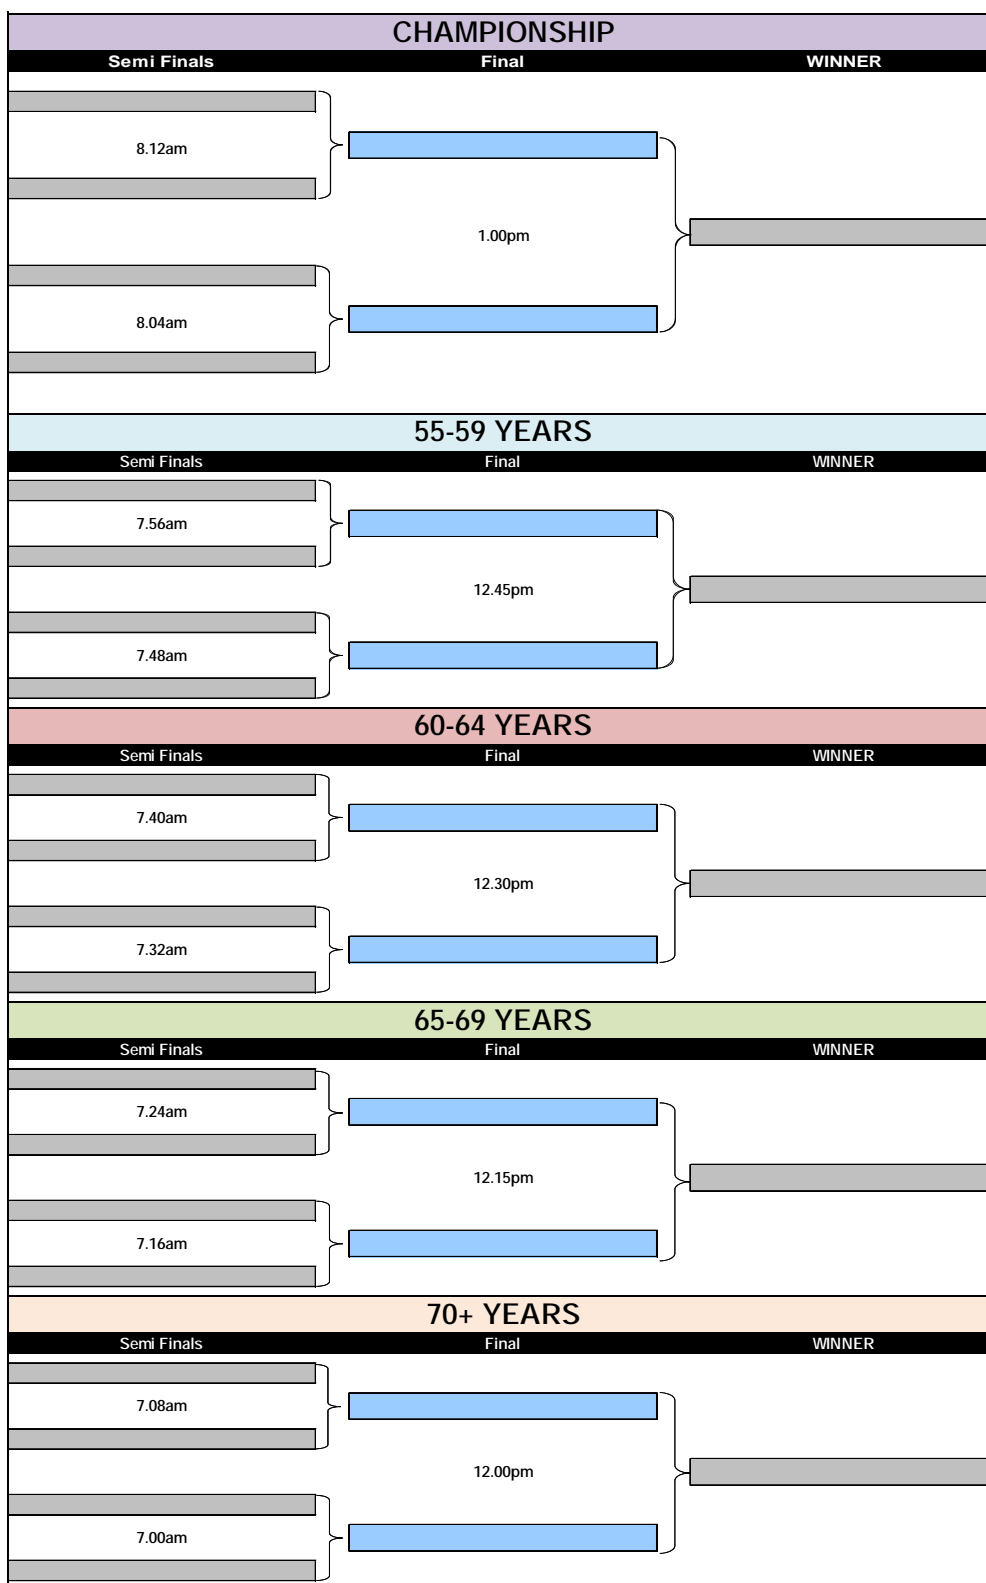 CHAMPIONSHIP
Semi Finals Final WINNER
8.12am
1.00pm
8.04am
55-59 YEARS
Semi Finals Final WINNER
7.56am
12.45pm
7.48am
60-64 YEARS
Semi Finals Final WINNER
7.40am
12.30pm
7.32am
65-69 YEARS
Semi Finals Final WINNER
7.24am
12.15pm
7.16am
70+ YEARS
Semi Finals Final WINNER
7.08am
12.00pm
7.00am